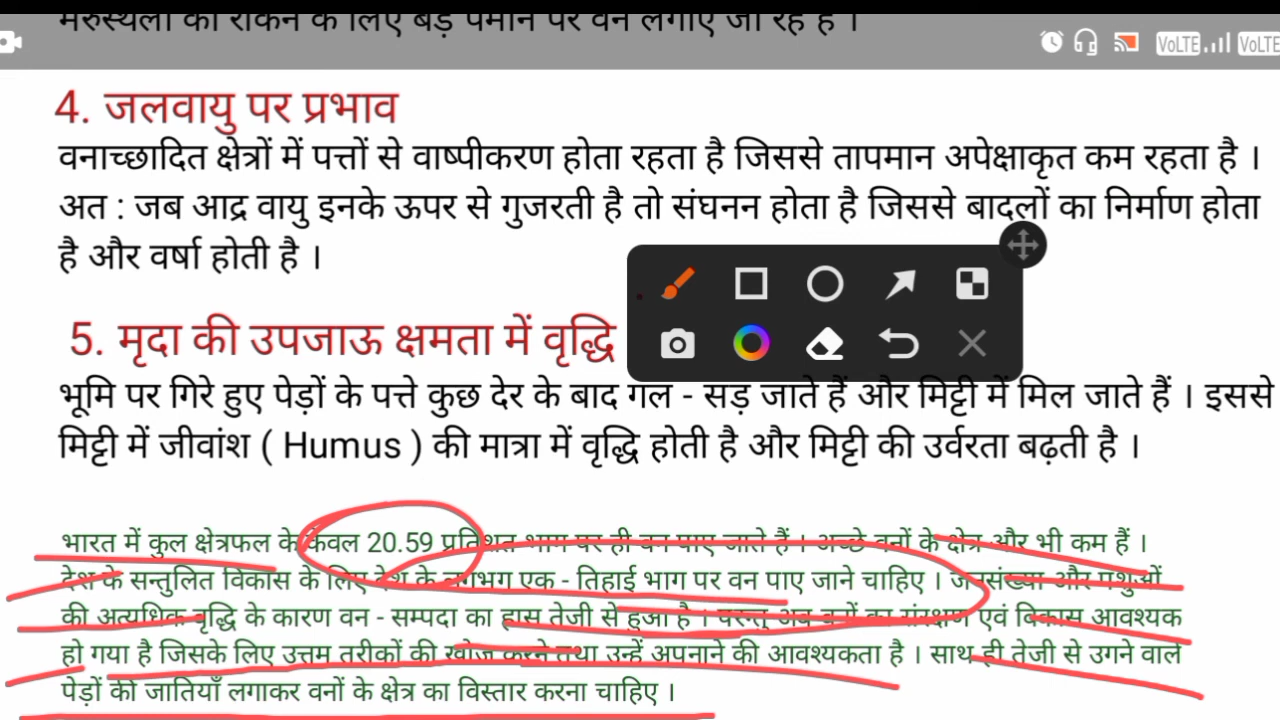 मरुस्थलों को रोकने के लिए बड़े पैमाने पर वन लगाए जा रहे हैं ।
VoLTE VoLTE
4. जलवायु पर प्रभाव
वनाच्छादित क्षेत्रों में पत्तों से वाष्पीकरण होता रहता है जिससे तापमान अपेक्षाकृत कम रहता है ।
अत : जब आद्र वायु इनके ऊपर से गुजरती है तो संघनन होता है जिससे बादलों का निर्माण होता
है और वर्षा होती है ।
5. मृदा की उपजाऊ क्षमता में वृद्धि
भूमि पर गिरे हुए पेड़ों के पत्ते कुछ देर के बाद गल - सड़ जाते हैं और मिट्टी में मिल जाते हैं । इससे
मिट्टी में जीवांश ( Humus ) की मात्रा में वृद्धि होती है और मिट्टी की उर्वरता बढ़ती है ।
भारत में कुल क्षेत्रफल के केवल 20.59 प्रतिशत भाग पर ही वन पाए जाते हैं । अच्छे वनों के क्षेत्र और भी कम हैं ।
देश के सन्तुलित विकास के लिए देश के लगभग एक - तिहाई भाग पर वन पाए जाने चाहिए । जनसंख्या और पशुओं
की अत्यधिक वृद्धि के कारण वन - सम्पदा का ह्रास तेजी से हुआ है । परन्तु अब वनों का संरक्षण एवं विकास आवश्यक
हो गया है जिसके लिए उत्तम तरीकों की खोज करने तथा उन्हें अपनाने की आवश्यकता है । साथ ही तेजी से उगने वाले
पेड़ों की जातियाँ लगाकर वनों के क्षेत्र का विस्तार करना चाहिए ।